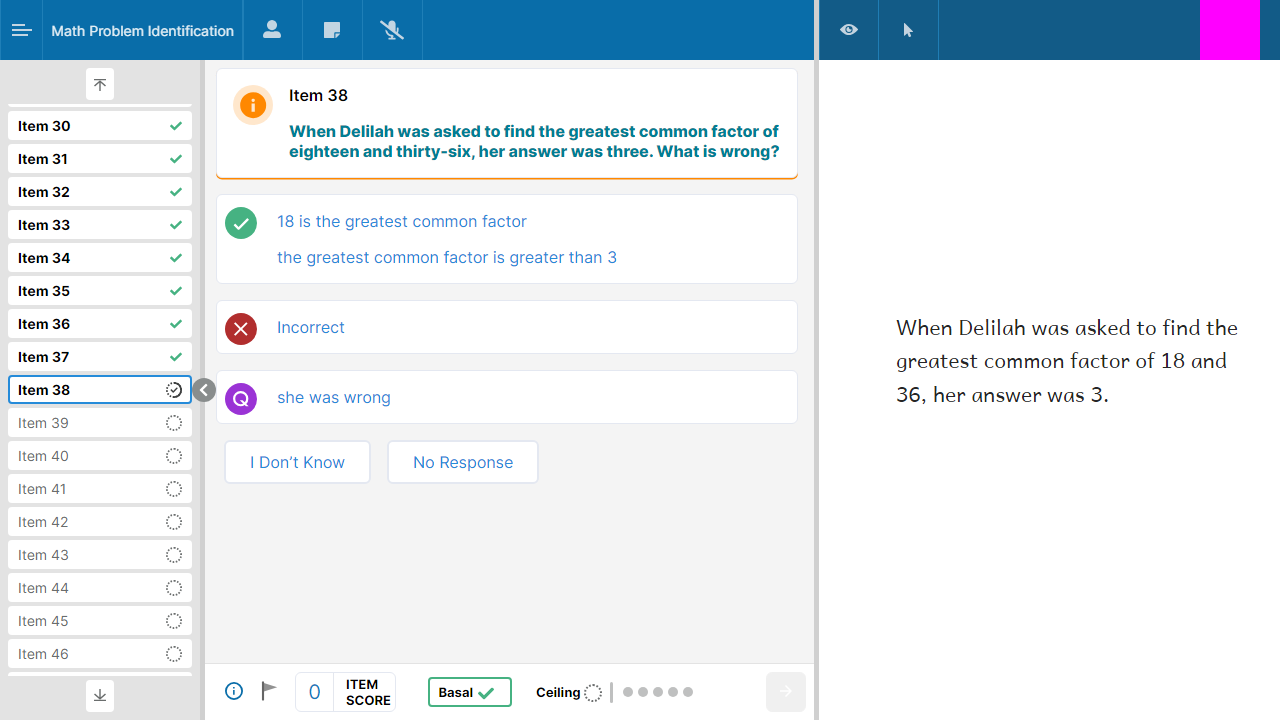 Math Problem Identification
Item 30
Item 31
Item 32
Item 33
Item 34
Item 35
Item 36
Item 37
Item 38
Item 39
Item 40
Item 41
Item 42
Item 43
Item 44
Item 45
Item 46
Item 38
When Delilah was asked to find the greatest common factor of
eighteen and thirty-six, her answer was three. What is wrong?
18 is the greatest common factor
the greatest common factor is greater than 3
Incorrect
Q she was wrong
I Don’t Know No Response
0 ITEM
SCORE
Basal
Ceiling
When Delilah was asked to find the
greatest common factor of 18 and
36, her answer was 3.